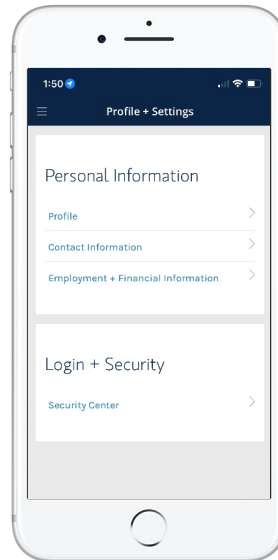 1:50
Profile + Settings
Personal Information
Profile
Contact Information
Employment + Financial Information
Login + Security
Security Center